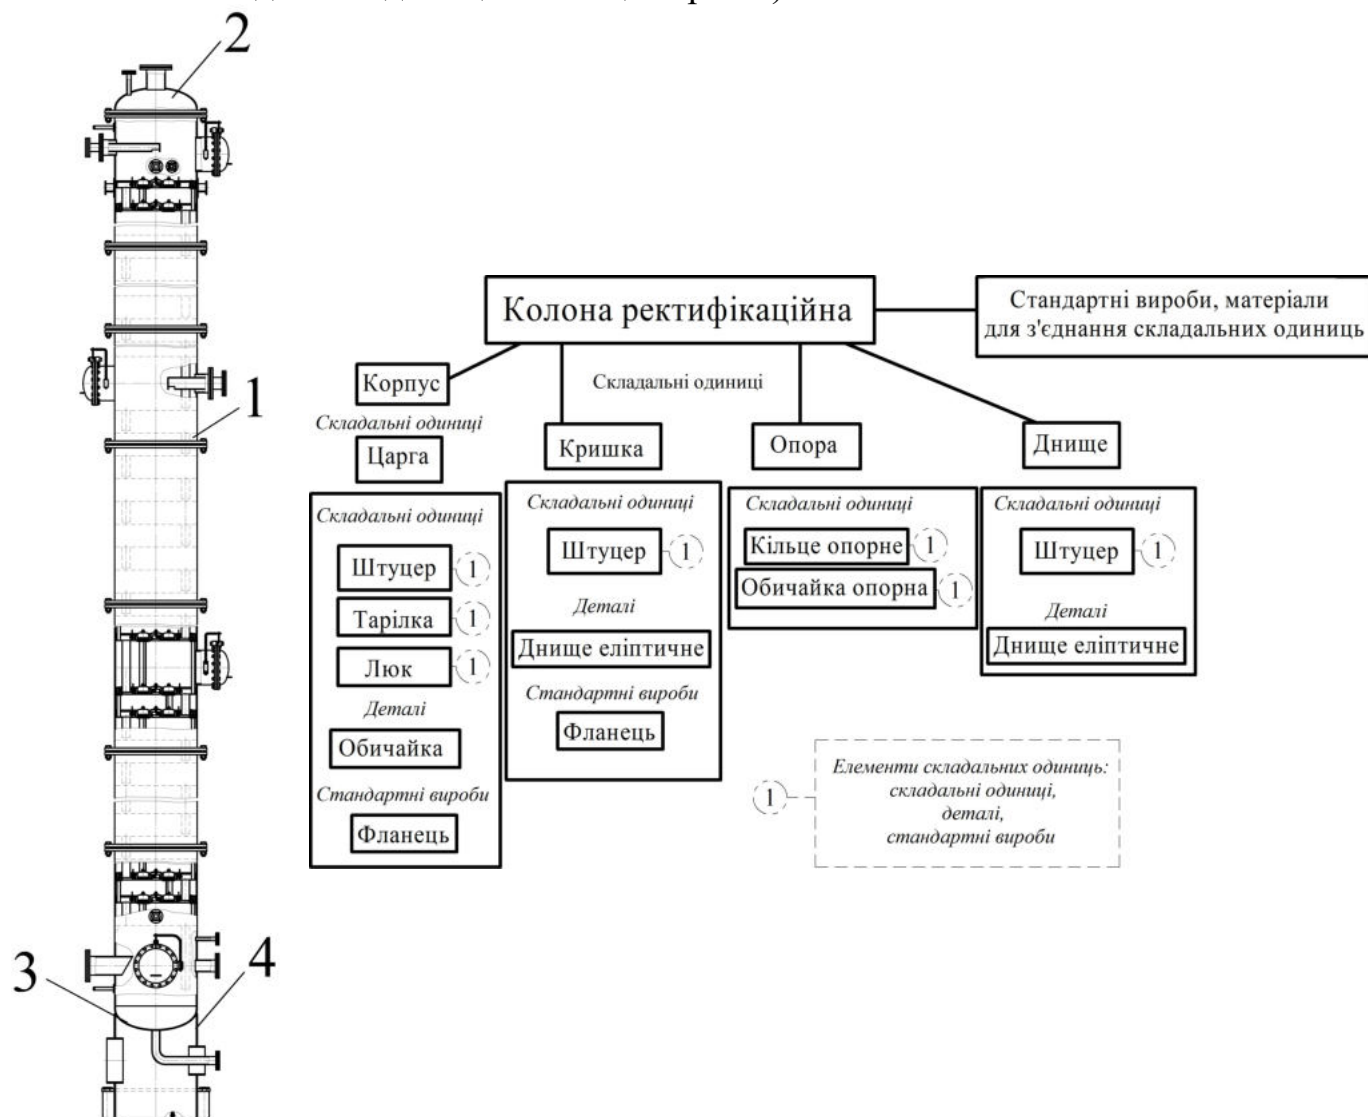 2
1
3
4
Колона ректифікаційна
Стандартні вироби, матеріали
для з'єднання складальних одиниць
Складальні одиниці
Корпус
Складальні одиниці
Царга
Складальні одиниці
Штуцер 1
Тарілка 1
Люк 1
Деталі
Обичайка
Стандартні вироби
Фланець
Кришка
Складальні одиниці
Штуцер 1
Деталі
Днище еліптичне
Стандартні вироби
Фланець
Опора
Складальні одиниці
Кільце опорне 1
Обичайка опорна 1
Днище
Складальні одиниці
Штуцер 1
Деталі
Днище еліптичне
1
Елементи складальних одиниць:
складальні одиниці,
деталі,
стандартні вироби